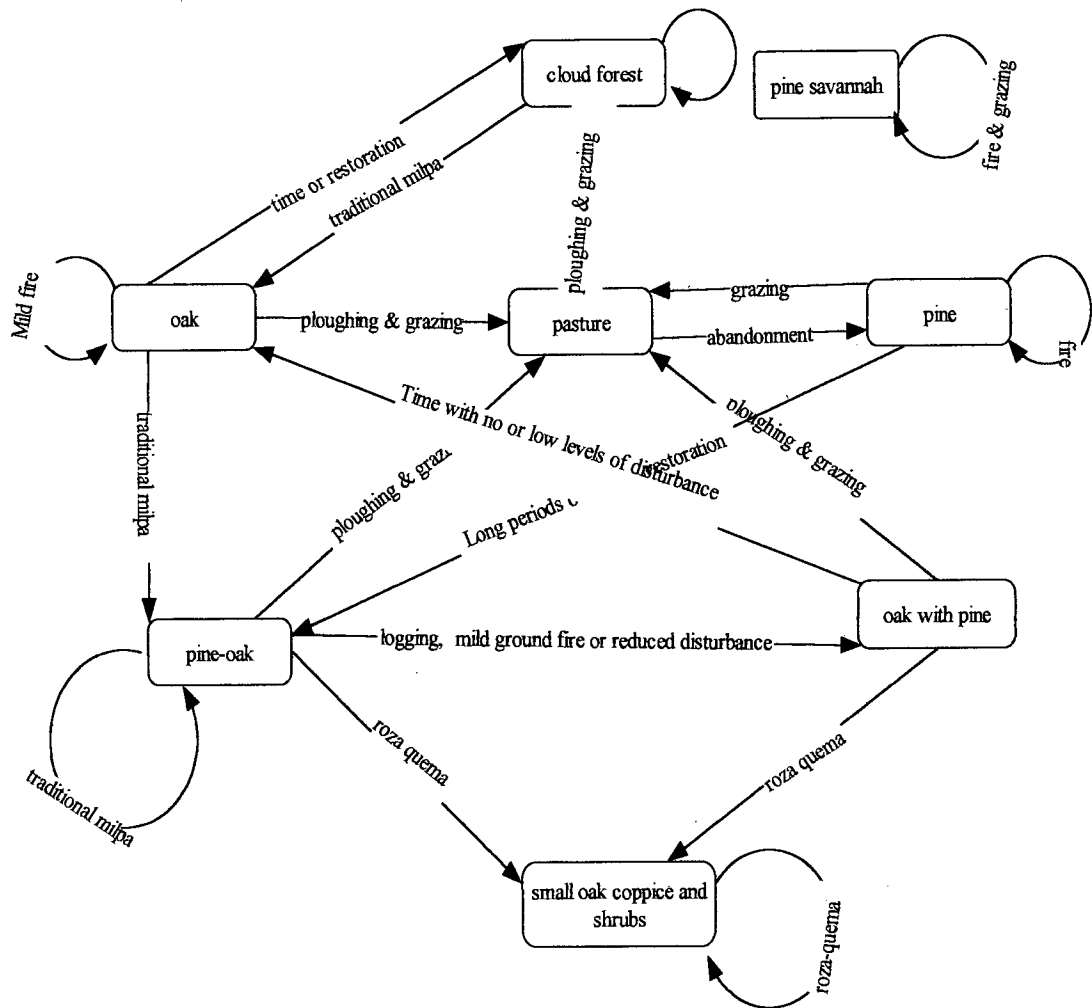 cloud forest
pine savannah
fire & grazing
time or restoration
traditional milpa
ploughing & grazing
Mild fire
oak
ploughing & grazing
pasture
grazing
abandonment
pine
fire
traditional milpa
ploughing &
Time with no or low levels of disturbance
ploughing & grazing
Long periods
restoration
oak with pine
pine-oak
logging, mild ground fire or reduced disturbance
traditional milpa
roza quema
roza quema
small oak coppice and
shrubs
roza-quema